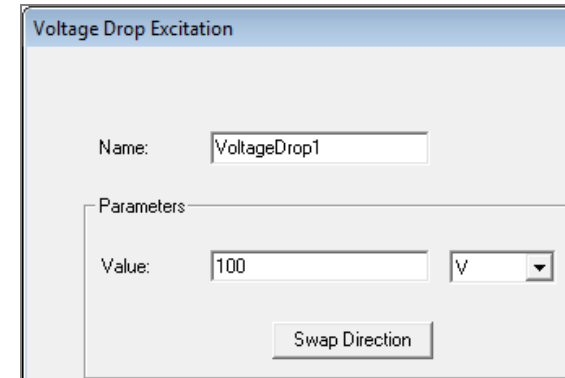 Voltage Drop Excitation
Name: VoltageDrop1
Parameters
Value: 100 V
Swap Direction